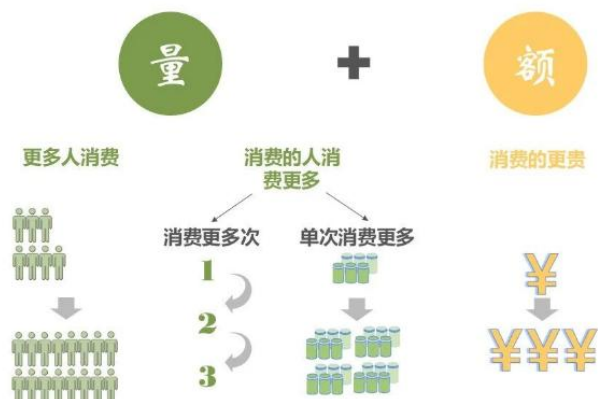 量 + 额
更多人消费
消费的人消
费更多
消费的更贵
消费更多次
单次消费更多
1
2
3
¥
¥¥¥